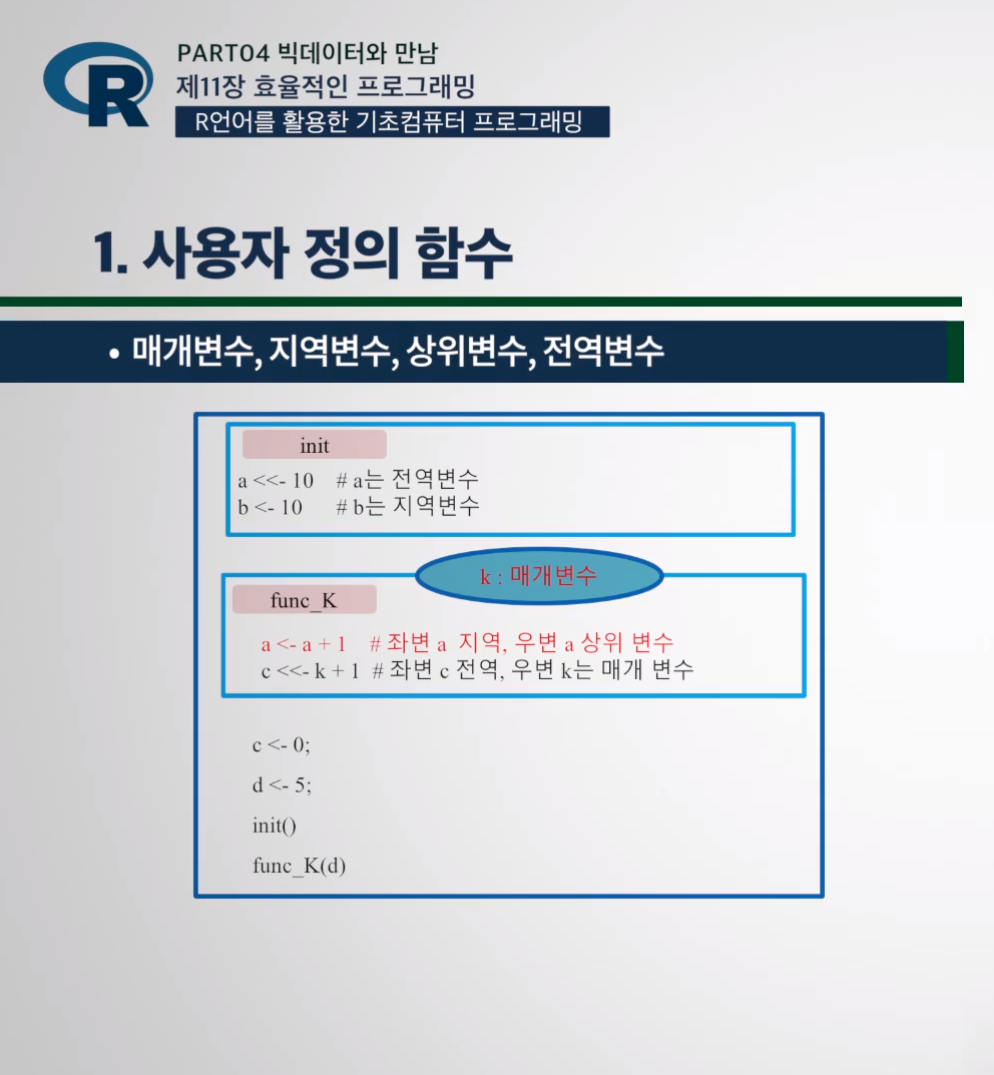 PART04 빅데이터와 만남
제11장 효율적인 프로그래밍
R언어를 활용한 기초컴퓨터 프로그래밍
1. 사용자 정의 함수
• 매개변수, 지역변수, 상위변수, 전역변수
init
a <<- 10 # a는 전역변수
b <- 10 # b는 지역변수
k : 매개변수
func_K
a <- a + 1 # 좌변 a 지역, 우변 a 상위 변수
c <<- k + 1 # 좌변 c 전역, 우변 k는 매개 변수
c <- 0;
d <- 5;
init()
func_K(d)